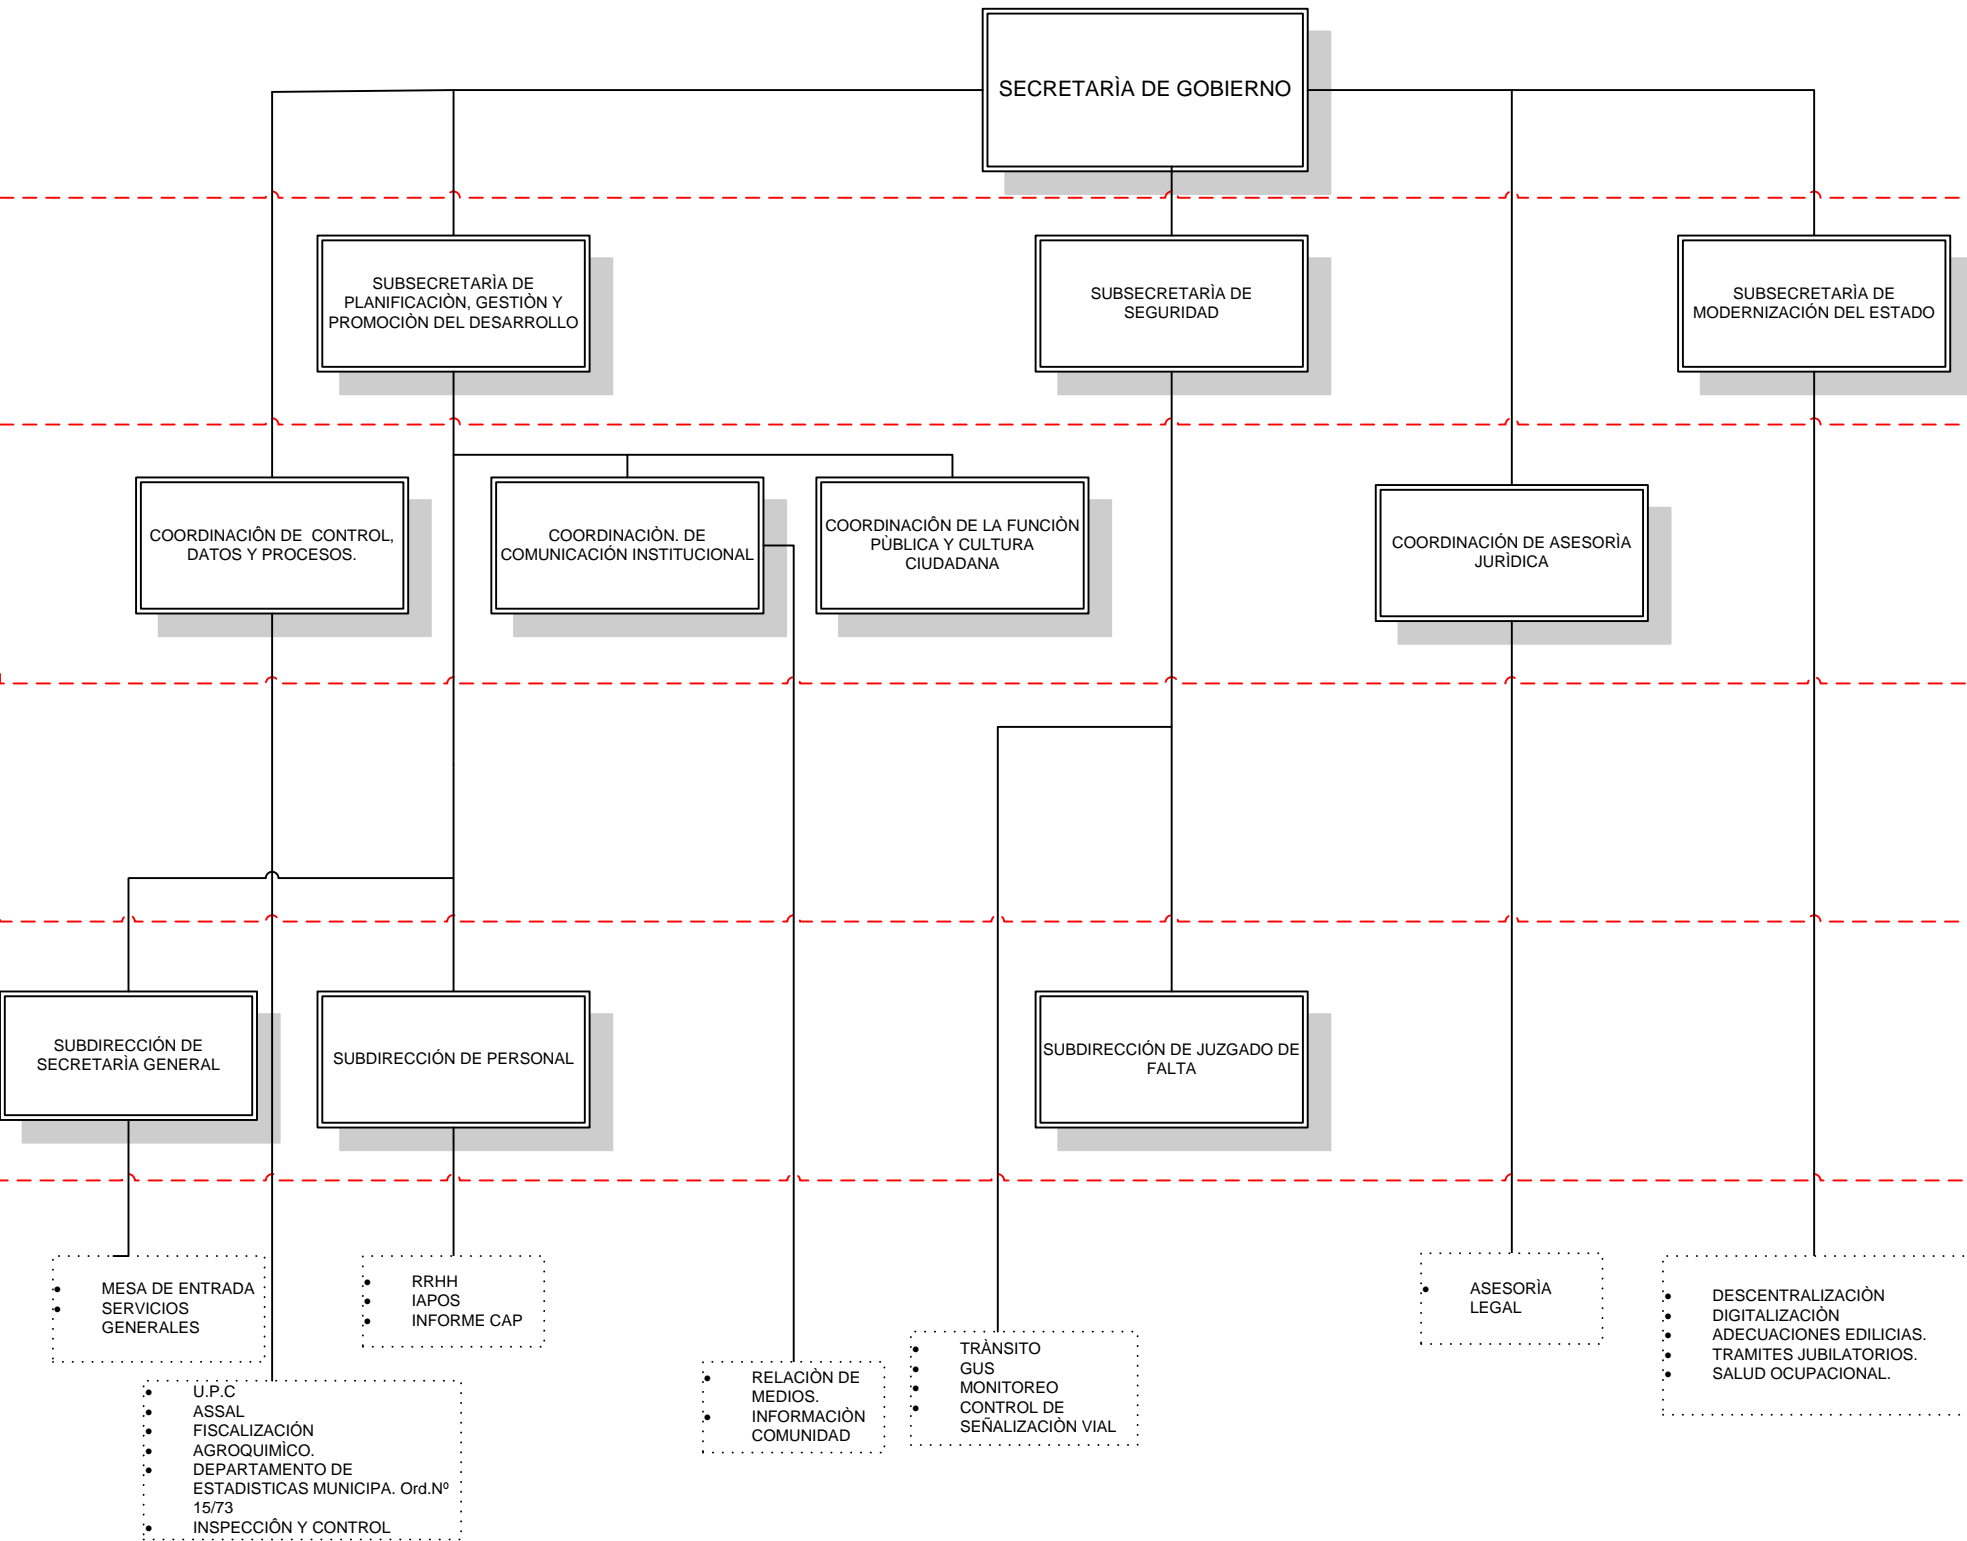 SECRETARÌA DE GOBIERNO
SUBSECRETARÌA DE
PLANIFICACIÒN, GESTIÒN Y
PROMOCIÒN DEL DESARROLLO
SUBSECRETARÌA DE
SEGURIDAD
SUBSECRETARÌA DE
MODERNIZACIÓN DEL ESTADO
COORDINACIÔN DE  CONTROL,
DATOS Y PROCESOS.
COORDINACIÒN. DE
COMUNICACIÓN INSTITUCIONAL
COORDINACIÔN DE LA FUNCIÒN
PÙBLICA Y CULTURA
CIUDADANA
COORDINACIÓN DE ASESORÌA
JURÌDICA
SUBDIRECCIÓN DE
SECRETARÌA GENERAL
SUBDIRECCIÓN DE PERSONAL
SUBDIRECCIÓN DE JUZGADO DE
FALTA
• MESA DE ENTRADA
• SERVICIOS
GENERALES
• RRHH
• IAPOS
• INFORME CAP
• ASESORÌA
LEGAL
• DESCENTRALIZACIÒN
• DIGITALIZACIÒN
• ADECUACIONES EDILICIAS.
• TRAMITES JUBILATORIOS.
• SALUD OCUPACIONAL.
• TRÀNSITO
• GUS
• MONITOREO
• CONTROL DE
SEÑALIZACIÒN VIAL
• RELACIÒN DE
MEDIOS.
• INFORMACIÒN
COMUNIDAD
• U.P.C
• ASSAL
• FISCALIZACIÓN
• AGROQUIMÌCO.
• DEPARTAMENTO DE
ESTADISTICAS MUNICIPA. Ord.Nº
15/73
• INSPECCIÔN Y CONTROL